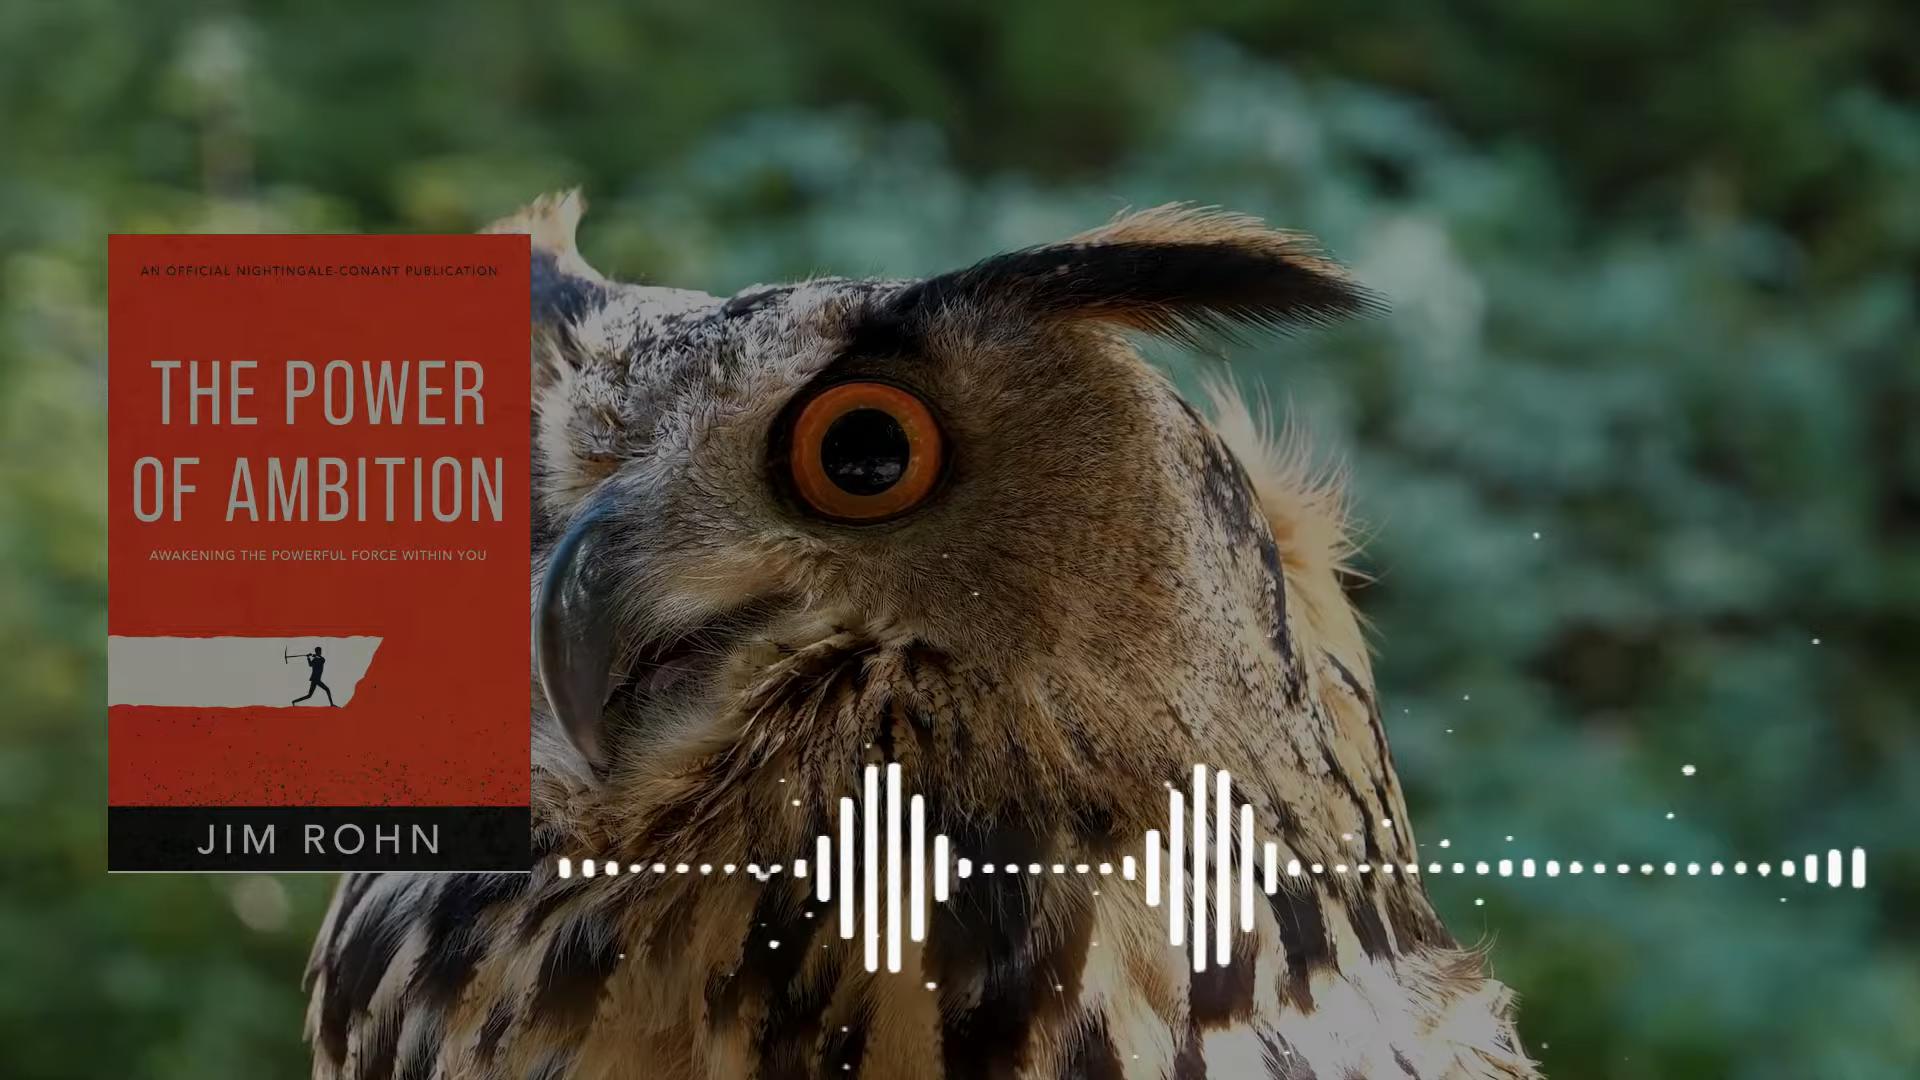 AN OFFICIAL NIGHTINGALE-CONANT PUBLICATION
THE POWER
OF AMBITION
AWAKENING THE POWERFUL FORCE WITHIN YOU
JIM ROHN